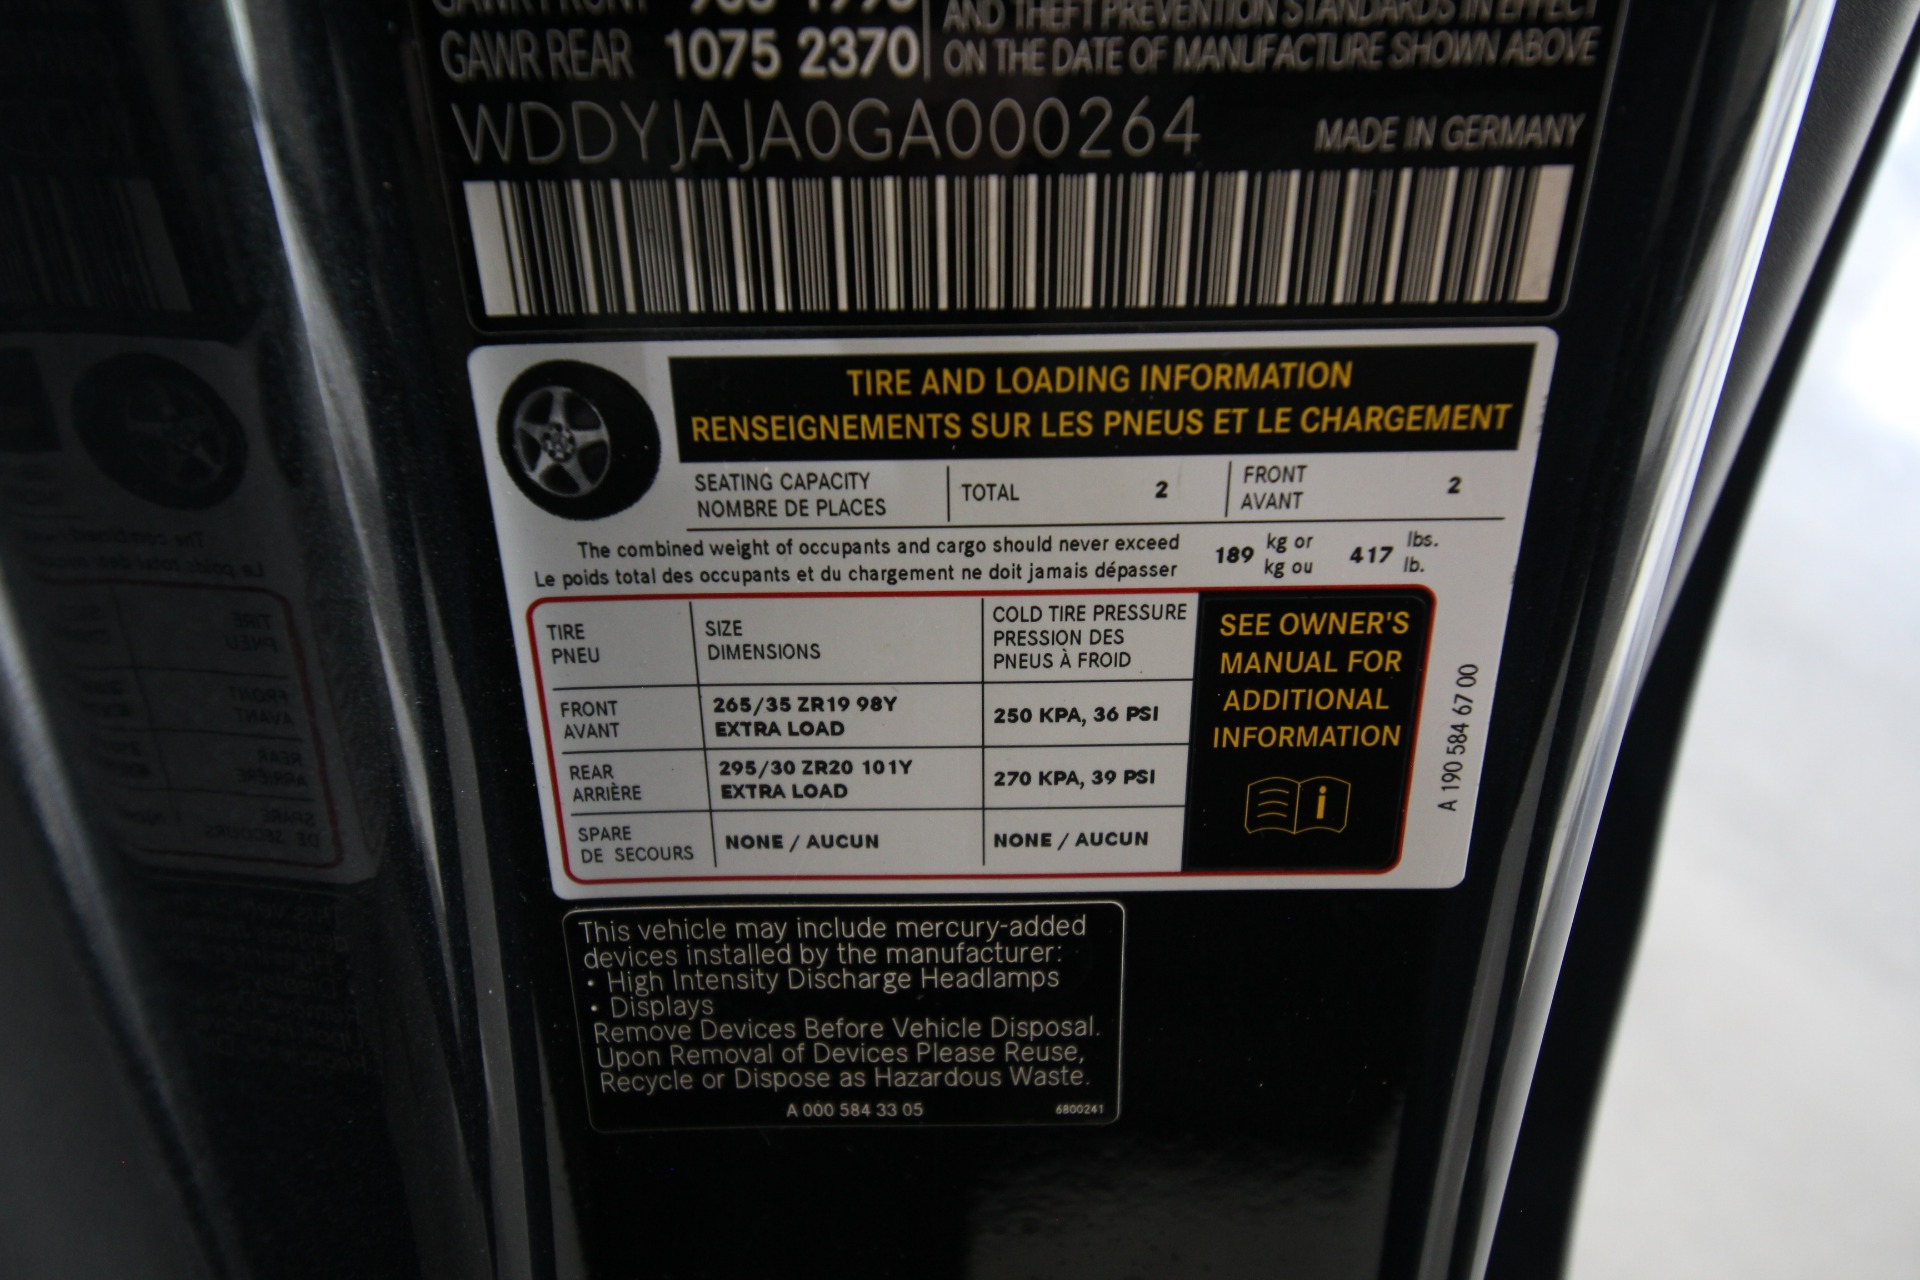 GAWR FRONT
GAWR REAR 1075 2370
AND THEFT PREVENTION STANDARDS IN EFFECT
ON THE DATE OF MANUFACTURE SHOWN ABOVE
WDDYJAJA0GA000264
MADE IN GERMANY
TIRE AND LOADING INFORMATION
RENSEIGNEMENTS SUR LES PNEUS ET LE CHARGEMENT
SEATING CAPACITY
NOMBRE DE PLACES
TOTAL 2
FRONT
AVANT
2
The combined weight of occupants and cargo should never exceed
Le poids total des occupants et du chargement ne doit jamais dépasser
189 kg or
kg ou
417 lbs.
lb.
TIRE
PNEU
SIZE
DIMENSIONS
COLD TIRE PRESSURE
PRESSION DES
PNEUS À FROID
FRONT
AVANT
265/35 ZR19 98Y
EXTRA LOAD
250 KPA, 36 PSI
REAR
ARRIÈRE
295/30 ZR20 101Y
EXTRA LOAD
270 KPA, 39 PSI
SPARE
DE SECOURS
NONE / AUCUN
NONE / AUCUN
SEE OWNER'S
MANUAL FOR
ADDITIONAL
INFORMATION
i
A 190 584 67 00
This vehicle may include mercury-added
devices installed by the manufacturer:
• High Intensity Discharge Headlamps
• Displays
Remove Devices Before Vehicle Disposal.
Upon Removal of Devices Please Reuse,
Recycle or Dispose as Hazardous Waste.
A 000 584 33 05
6800241